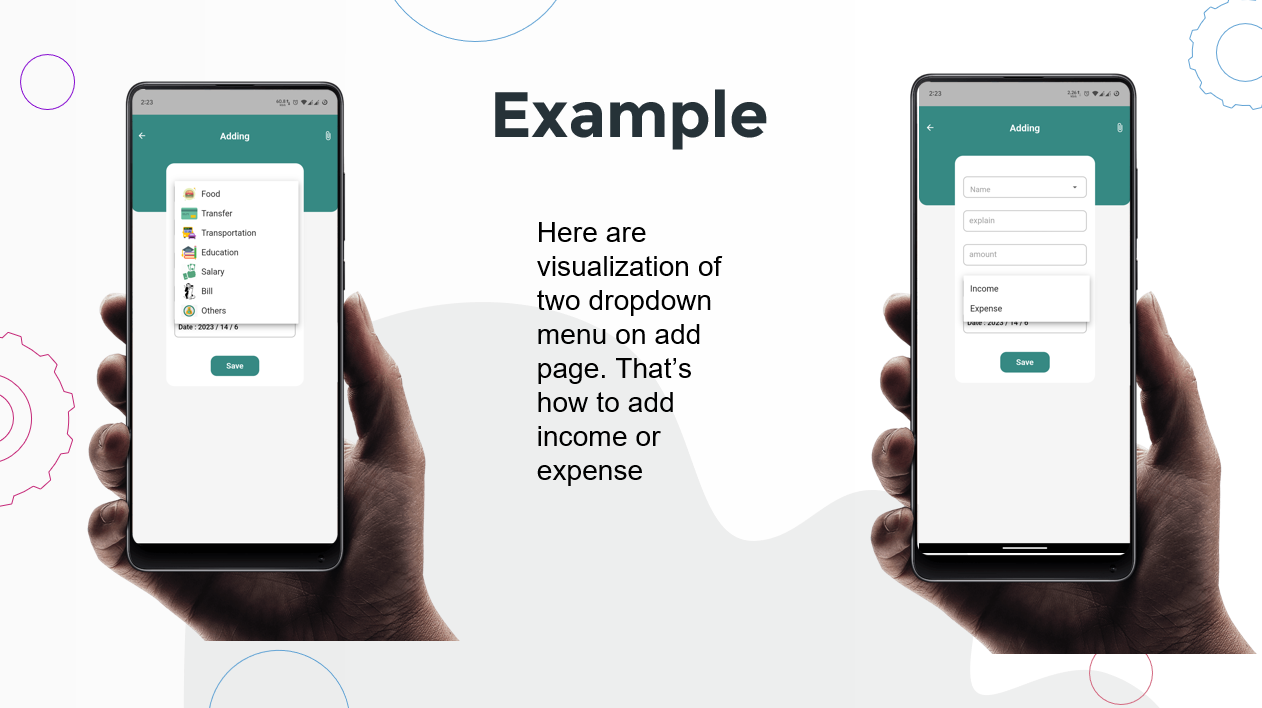 Example
Here are
visualization of
two dropdown
menu on add
page. That’s
how to add
income or
expense
2:23
Adding
Food
Transfer
Transportation
Education
Salary
Bill
Others
Date : 2023 / 14 / 6
Save
2:23
Adding
Name
explain
amount
Income
Expense
Date : 2023 / 14 / 6
Save